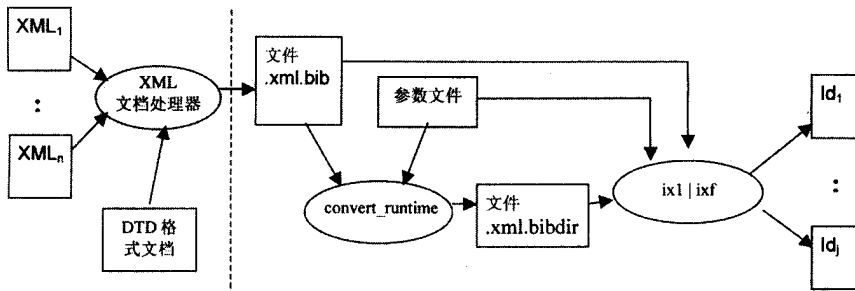 XML₁
:
XMLₙ
XML
文档处理器
DTD 格
式文档
文件
.xml.bib
参数文件
convert_runtime
文件
.xml.bibdir
ix1 | ixf
Id₁
:
Idⱼ